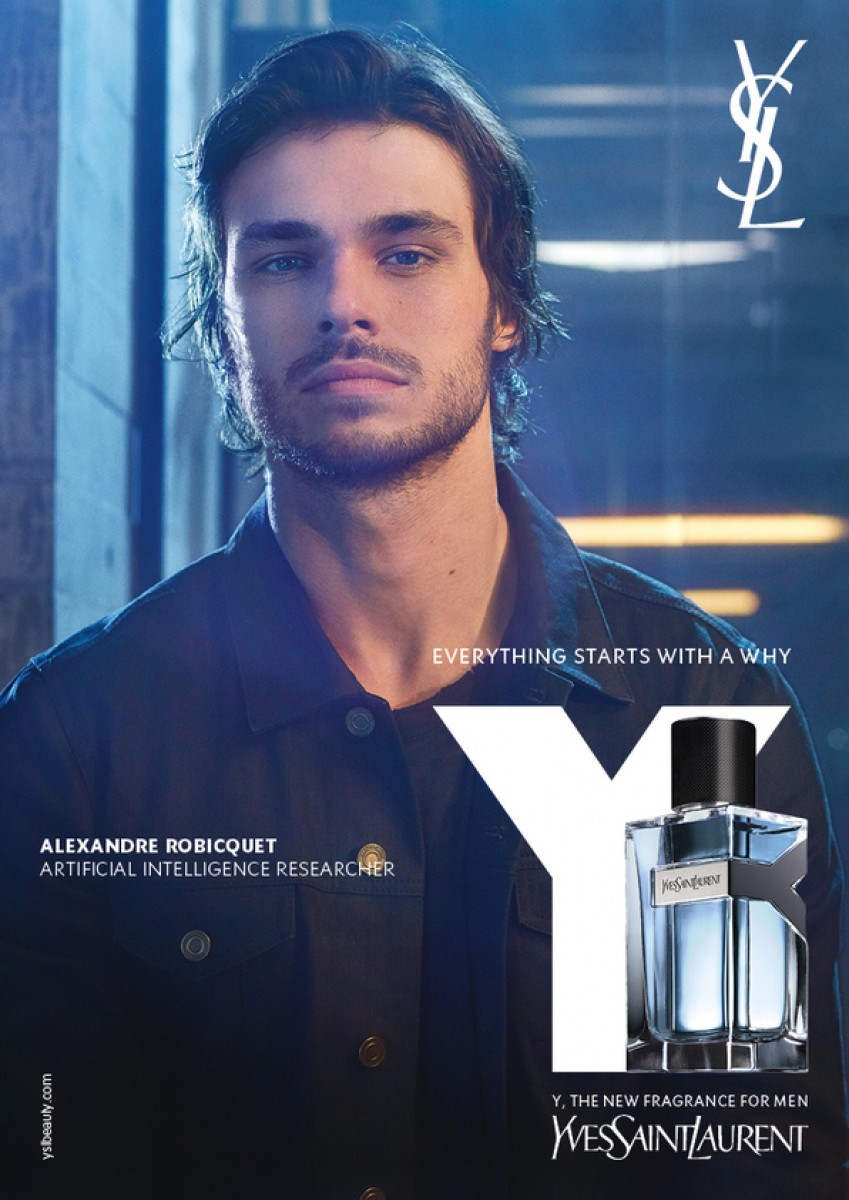 YSL
EVERYTHING STARTS WITH A WHY
Y
YVESSAINTLAURENT
ALEXANDRE ROBICQUET
ARTIFICIAL INTELLIGENCE RESEARCHER
yslbeauty.com
Y, THE NEW FRAGRANCE FOR MEN
YVESSAINTLAURENT